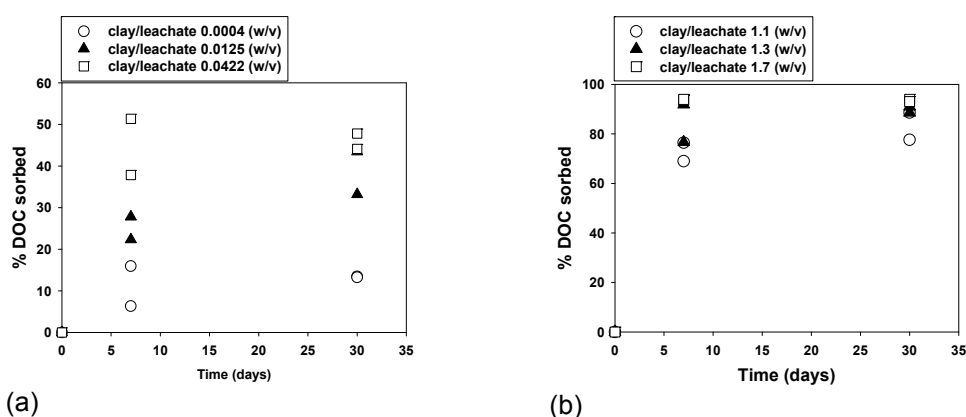 clay/leachate 0.0004 (w/v)
clay/leachate 0.0125 (w/v)
clay/leachate 0.0422 (w/v)
60
50
40
30
20
10
0
% DOC sorbed
0 5 10 15 20 25 30 35
Time (days)
(a)
clay/leachate 1.1 (w/v)
clay/leachate 1.3 (w/v)
clay/leachate 1.7 (w/v)
100
80
60
40
20
0
% DOC sorbed
0 5 10 15 20 25 30 35
Time (days)
(b)